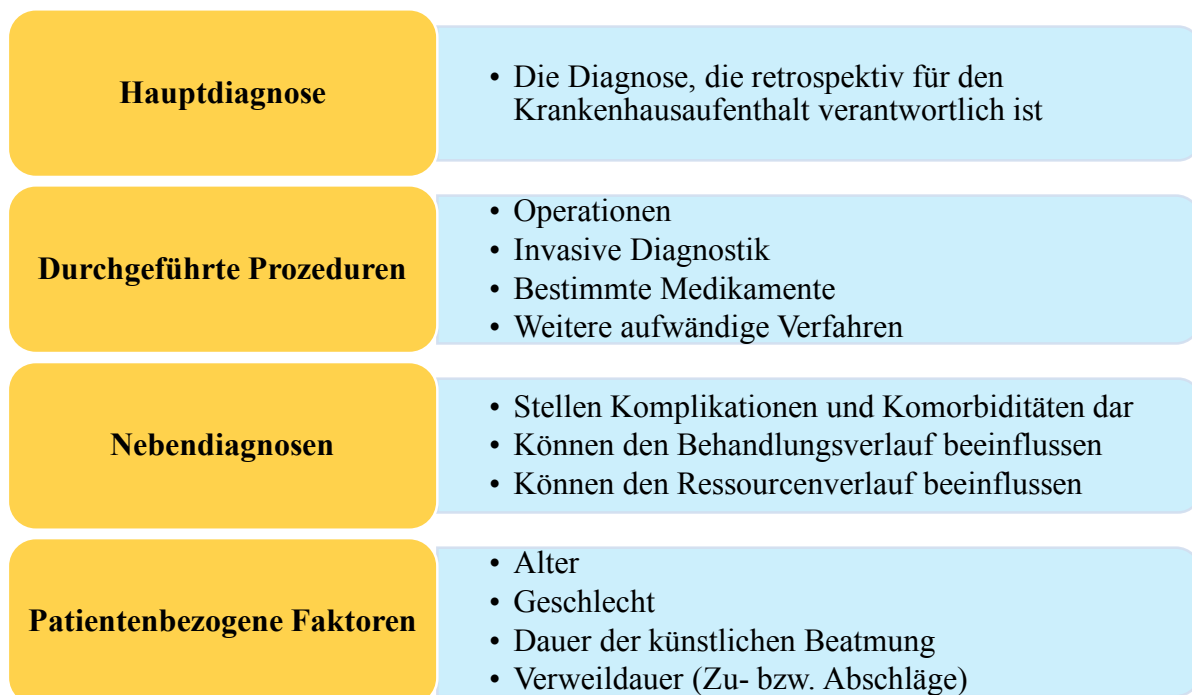 Hauptdiagnose
• Die Diagnose, die retrospektiv für den
Krankenhausaufenthalt verantwortlich ist
Durchgeführte Prozeduren
• Operationen
• Invasive Diagnostik
• Bestimmte Medikamente
• Weitere aufwändige Verfahren
Nebendiagnosen
• Stellen Komplikationen und Komorbiditäten dar
• Können den Behandlungsverlauf beeinflussen
• Können den Ressourcenverlauf beeinflussen
Patientenbezogene Faktoren
• Alter
• Geschlecht
• Dauer der künstlichen Beatmung
• Verweildauer (Zu- bzw. Abschläge)